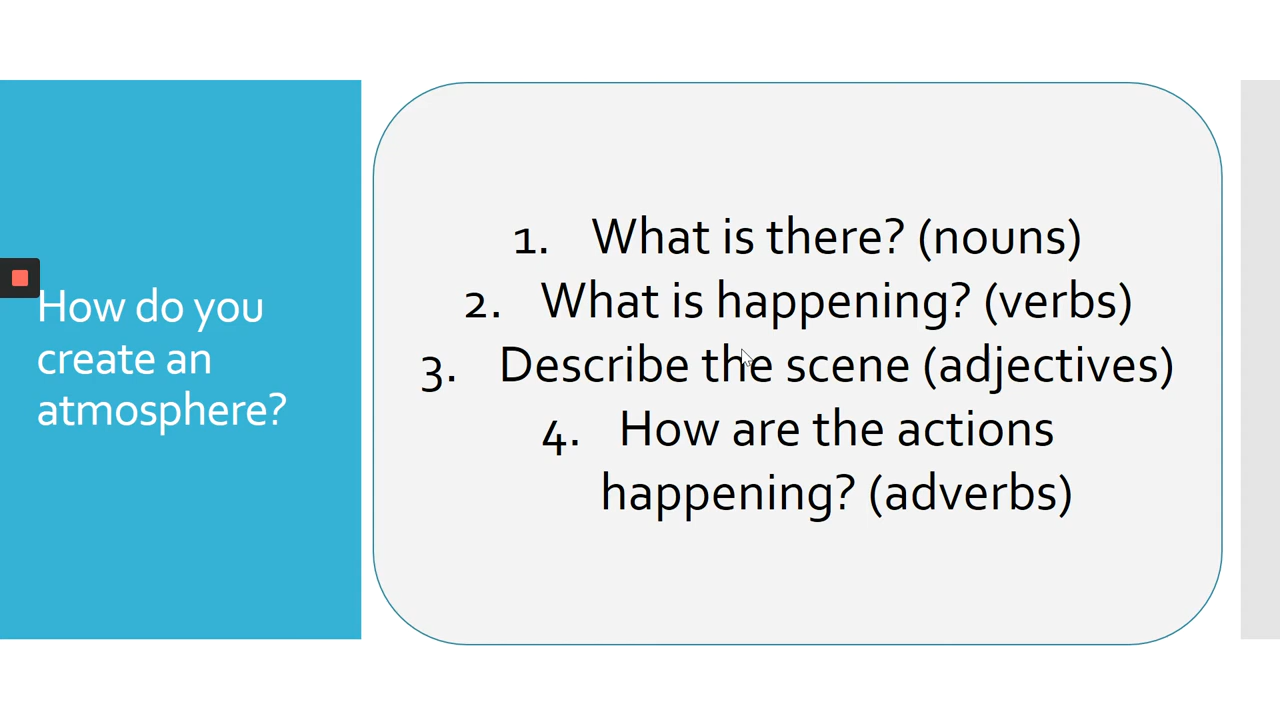 How do you
create an
atmosphere?
1. What is there? (nouns)
2. What is happening? (verbs)
3. Describe the scene (adjectives)
4. How are the actions
happening? (adverbs)